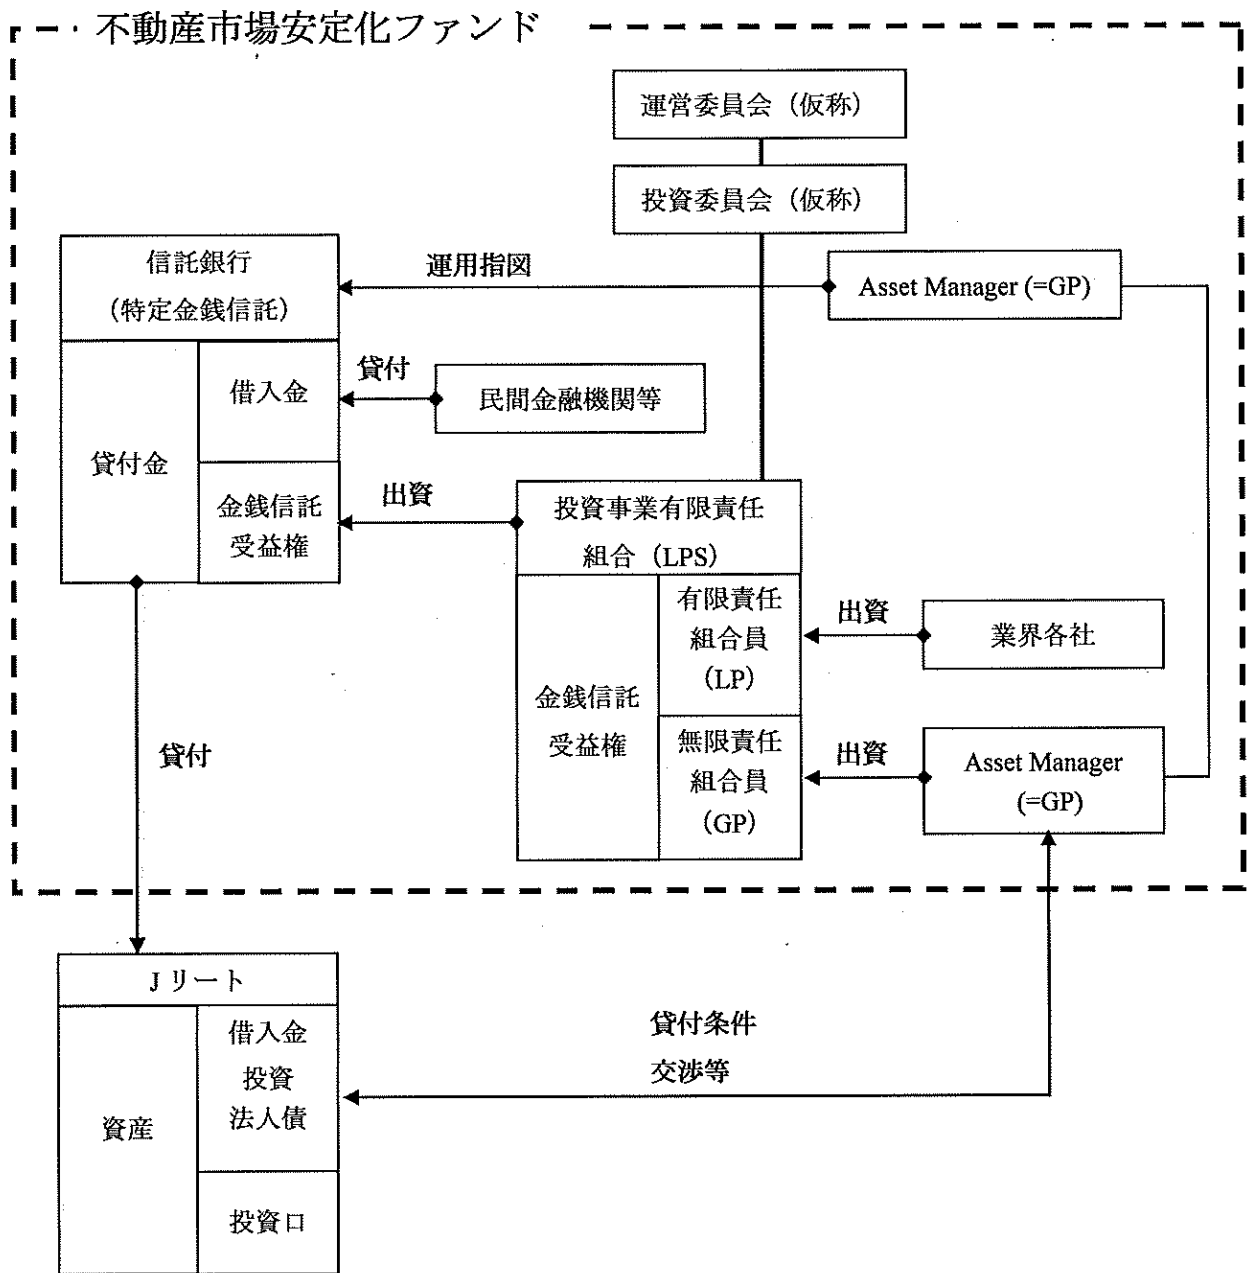 不動産市場安定化ファンド
運営委員会（仮称）
投資委員会（仮称）
信託銀行
（特定金銭信託）
運用指図
Asset Manager (=GP)
貸付金
借入金
貸付
民間金融機関等
金銭信託
受益権
出資
投資事業有限責任
組合（LPS）
金銭信託
受益権
有限責任
組合員
（LP）
出資
業界各社
無限責任
組合員
（GP）
出資
Asset Manager
(=GP)
貸付
Jリート
資産
借入金
投資
法人債
投資口
貸付条件
交渉等